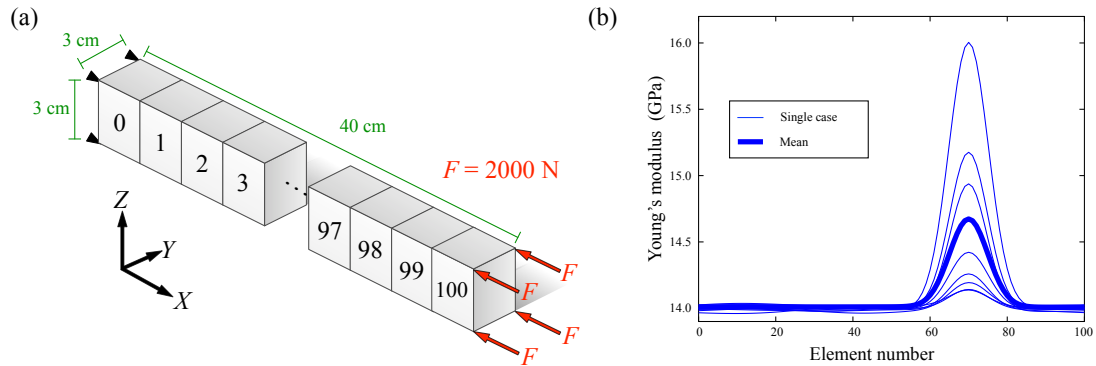 (a)
3 cm
3 cm
40 cm
F = 2000 N
0
1
2
3
97
98
99
100
F
F
F
F
Z
Y
X
(b)
Young's modulus (GPa)
16.0
15.5
15.0
14.5
14.0
0
20
40
60
80
100
Element number
Single case
Mean